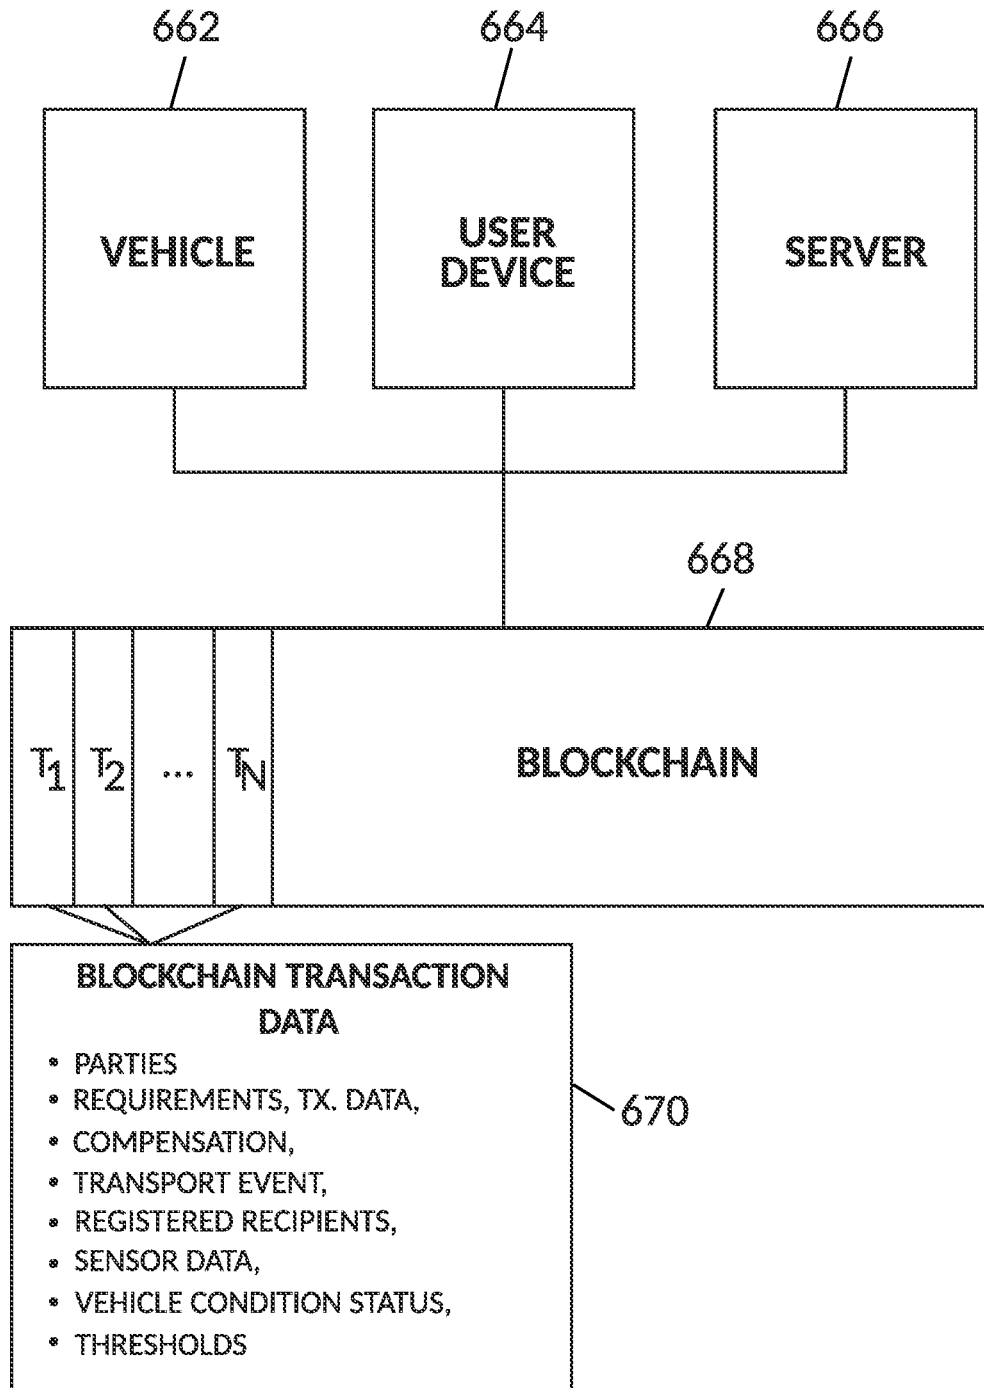 662
664
666
VEHICLE
USER
DEVICE
SERVER
668
T1
T2
...
TN
BLOCKCHAIN
BLOCKCHAIN TRANSACTION
DATA
• PARTIES
• REQUIREMENTS, TX. DATA,
• COMPENSATION,
• TRANSPORT EVENT,
• REGISTERED RECIPIENTS,
• SENSOR DATA,
• VEHICLE CONDITION STATUS,
• THRESHOLDS
670